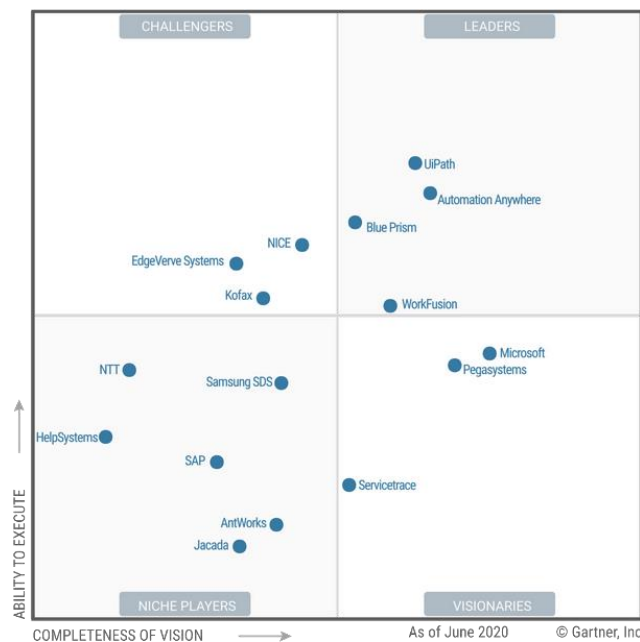 CHALLENGERS
LEADERS
UiPath
Automation Anywhere
Blue Prism
NICE
EdgeVerve Systems
Kofax
WorkFusion
Microsoft
Pegasystems
NTT
Samsung SDS
HelpSystems
SAP
Servicetrace
AntWorks
Jacada
ABILITY TO EXECUTE
NICHE PLAYERS
VISIONARIES
COMPLETENESS OF VISION
As of June 2020
© Gartner, Inc